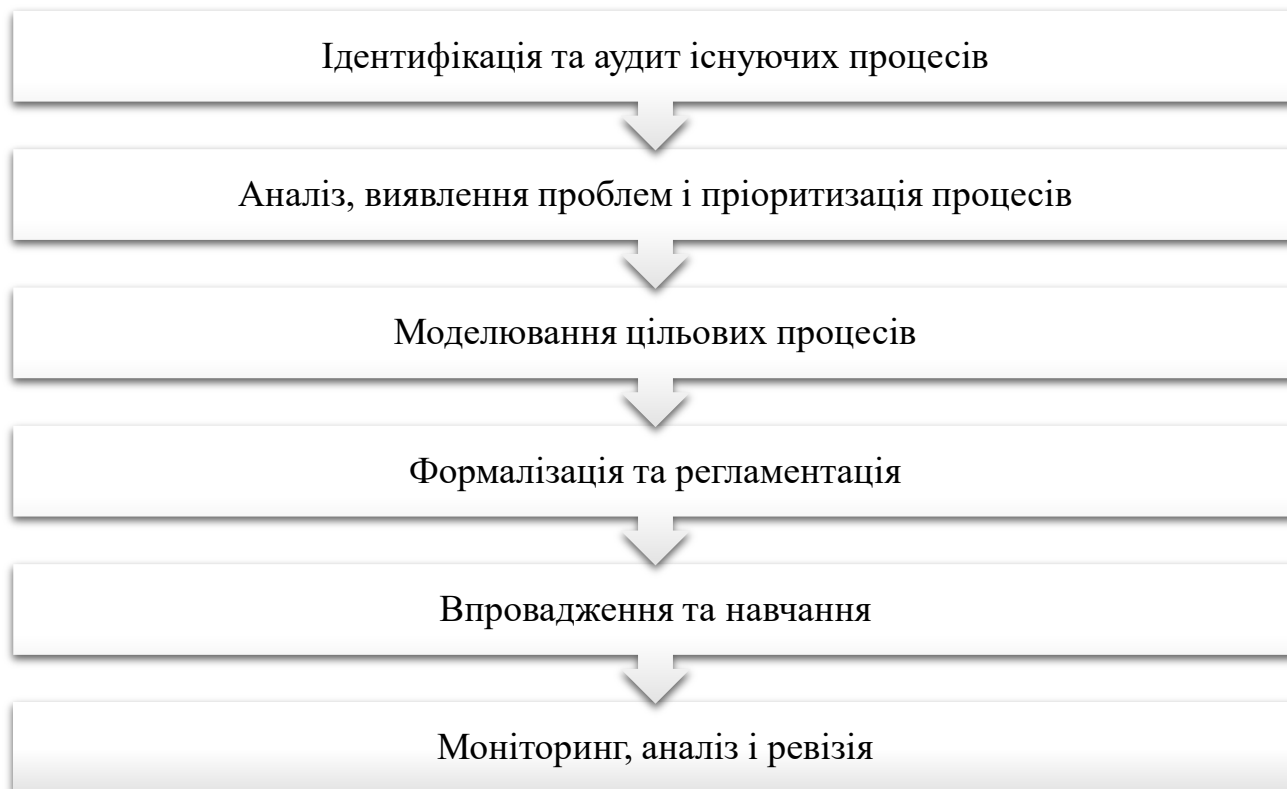 Ідентифікація та аудит існуючих процесів
Аналіз, виявлення проблем і пріоритизація процесів
Моделювання цільових процесів
Формалізація та регламентація
Впровадження та навчання
Моніторинг, аналіз і ревізія